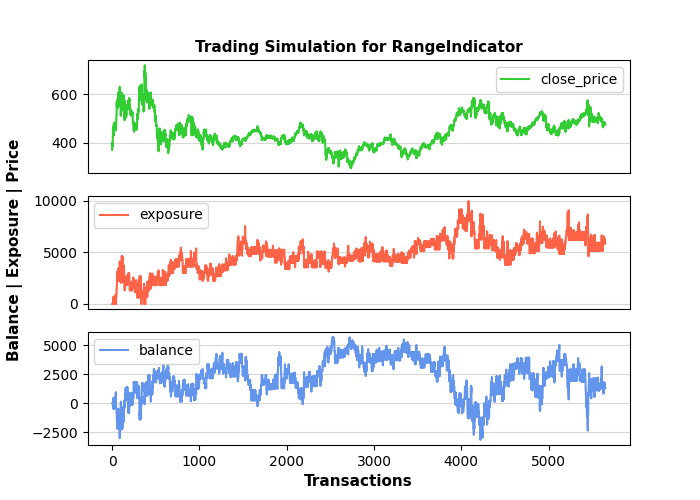 Trading Simulation for RangeIndicator
close_price
600
400
exposure
10000
5000
0
balance
5000
2500
0
−2500
0 1000 2000 3000 4000 5000
Transactions
Balance | Exposure | Price